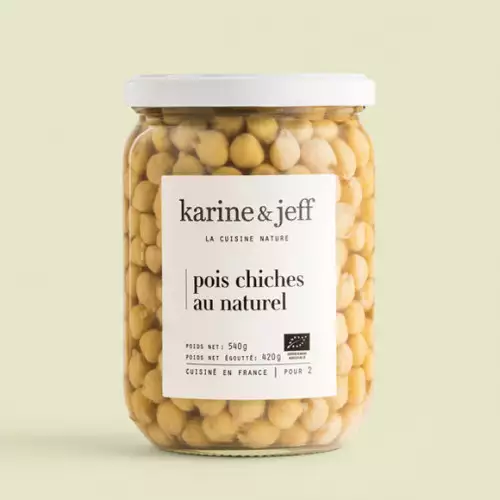 karine & jeff
LA CUISINE NATURE
pois chiches
au naturel
POIDS NET: 540g
POIDS NET ÉGOUTTÉ: 420g
CUISINÉ EN FRANCE | POUR 2